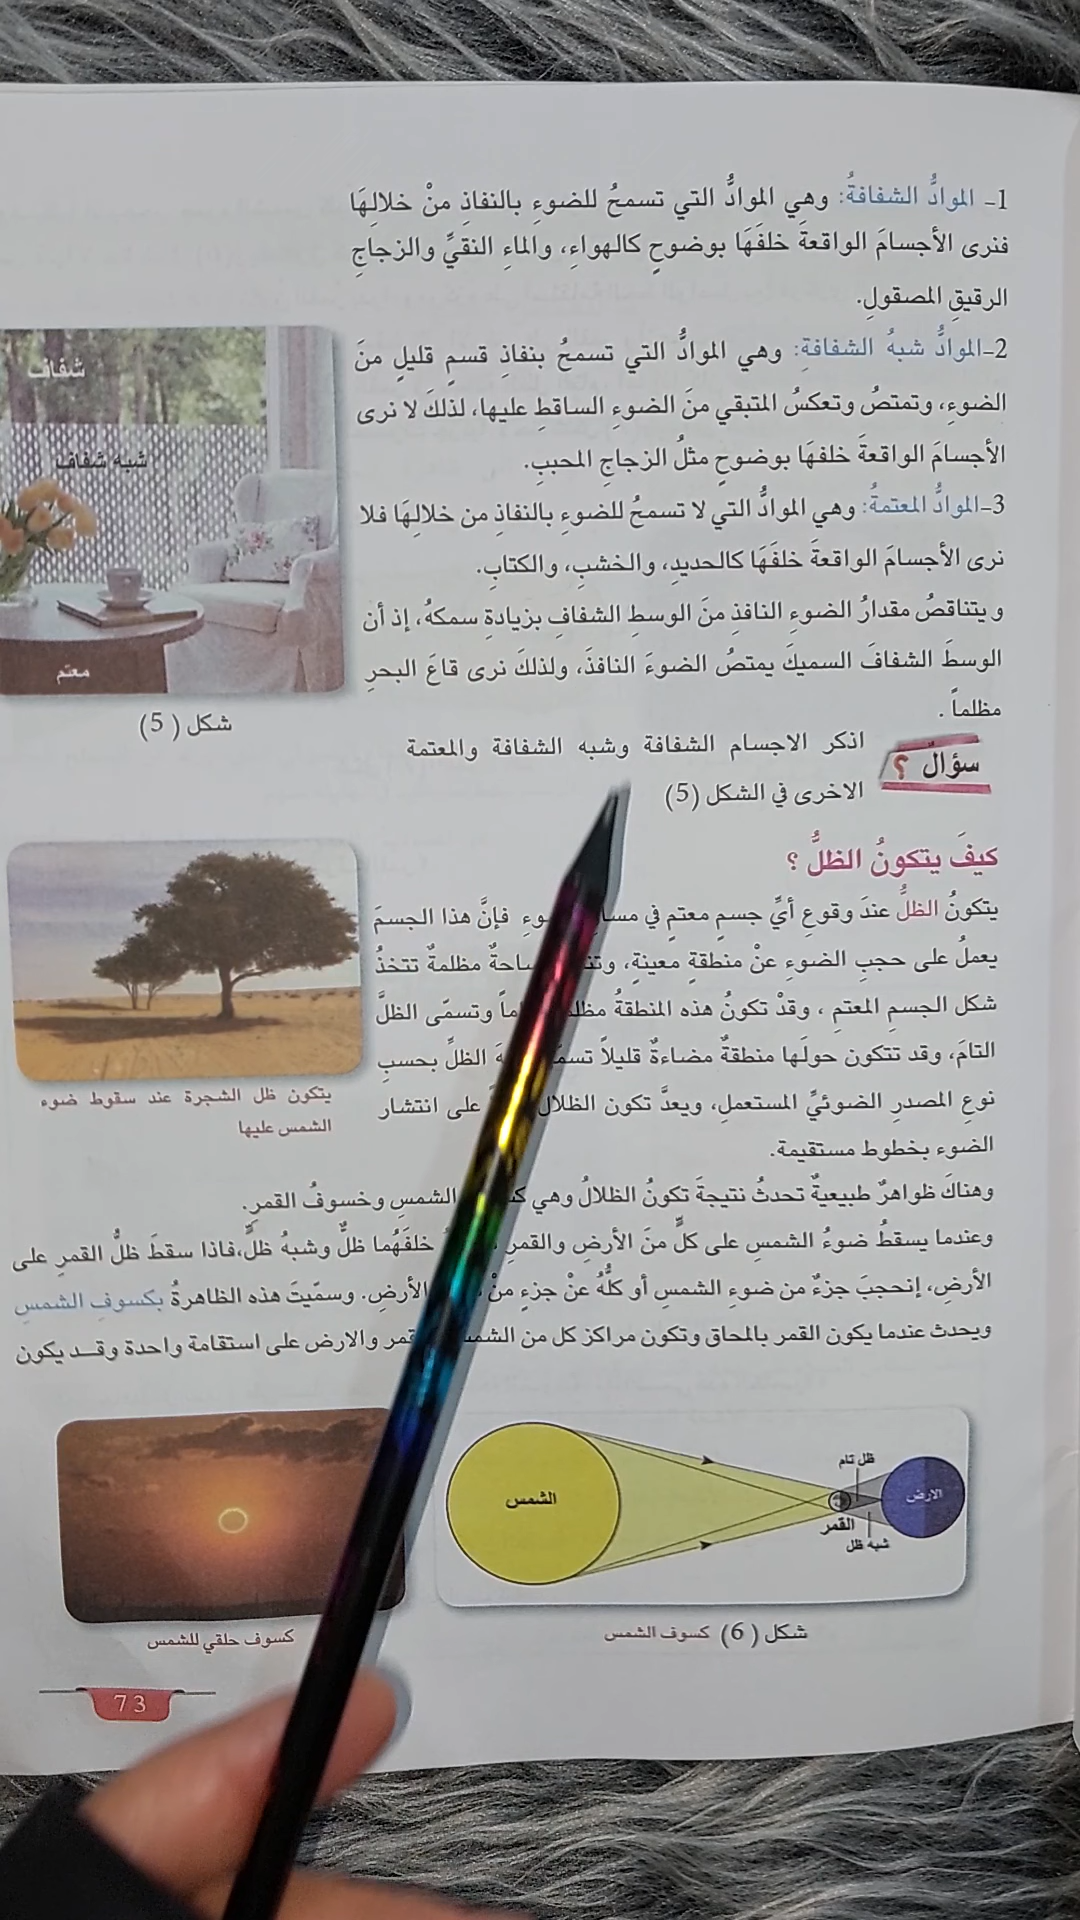 1- الموادُّ الشفافةُ: وهي الموادُّ التي تسمحُ للضوءِ بالنفاذِ منْ خلالِهَا
فنرى الأجسامَ الواقعةَ خلفَهَا بوضوحٍ كالهواءِ، والماءِ النقيِّ والزجاجِ
الرقيقِ المصقولِ.
2-الموادُّ شبهُ الشفافةِ: وهي الموادُّ التي تسمحُ بنفاذِ قسمٍ قليلٍ منَ
الضوءِ، وتمتصُ وتعكسُ المتبقي منَ الضوءِ الساقطِ عليها، لذلكَ لا نرى
الأجسامَ الواقعةَ خلفهَا بوضوحٍ مثلُ الزجاجِ المحببِ.
3-الموادُّ المعتمةُ: وهي الموادُّ التي لا تسمحُ للضوءِ بالنفاذِ من خلالِهَا فلا
نرى الأجسامَ الواقعةَ خلفَهَا كالحديدِ، والخشبِ، والكتابِ.
ويتناقصُ مقدارُ الضوءِ النافذِ منَ الوسطِ الشفافِ بزيادةِ سمكهُ، إذ أن
الوسطَ الشفافَ السميكَ يمتصُ الضوءَ النافذَ، ولذلكَ نرى قاعَ البحرِ
مظلماً .
شفاف
شبه شفاف
معتم
شكل ( 5)
سؤالٌ ؟
اذكر الاجسام الشفافة وشبه الشفافة والمعتمة
الاخرى في الشكل (5)
كيفَ يتكونُ الظلُّ ؟
يتكونُ الظلُّ عندَ وقوعِ أيِّ جسمٍ معتمٍ في فإنَّ هذا الجسمَ
يعملُ على حجبِ الضوءِ عنْ منطقةٍ معينةٍ، مظلمةٌ تتخذُ
شكل الجسمِ المعتمِ ، وقدْ تكونُ هذه المنطقةُ وتسمّى الظلَّ
التامَ، وقد تتكون حولَها منطقةٌ مضاءةٌ قليلاً الظلِّ بحسبِ
نوعِ المصدرِ الضوئيِّ المستعملِ، ويعدَّ تكون الظلال على انتشار
الضوء بخطوط مستقيمة.
يتكون ظل الشجرة عند سقوط ضوء
الشمس عليها
وهناكَ ظواهرٌ طبيعيةٌ تحدثُ نتيجةَ تكونُ الظلالُ وهي الشمسِ وخسوفُ القمرِ.
وعندما يسقطُ ضوءُ الشمسِ على كلٍّ منَ الأرضِ والقمرِ خلفَهُما ظلٌّ وشبهُ ظلٍّ،فاذا سقطَ ظلُّ القمرِ على
الأرضِ، إنحجبَ جزءٌ من ضوءِ الشمسِ أو كلُّهُ عنْ جزءٍ منْ الأرضِ. وسمّيتَ هذه الظاهرةُ بكسوفِ الشمسِ
ويحدث عندما يكون القمر بالمحاق وتكون مراكز كل من والارض على استقامة واحدة وقد يكون
الشمس
ظل تام
القمر
شبه ظل
الارض
شكل ( 6) كسوف الشمس
كسوف حلقي للشمس
73